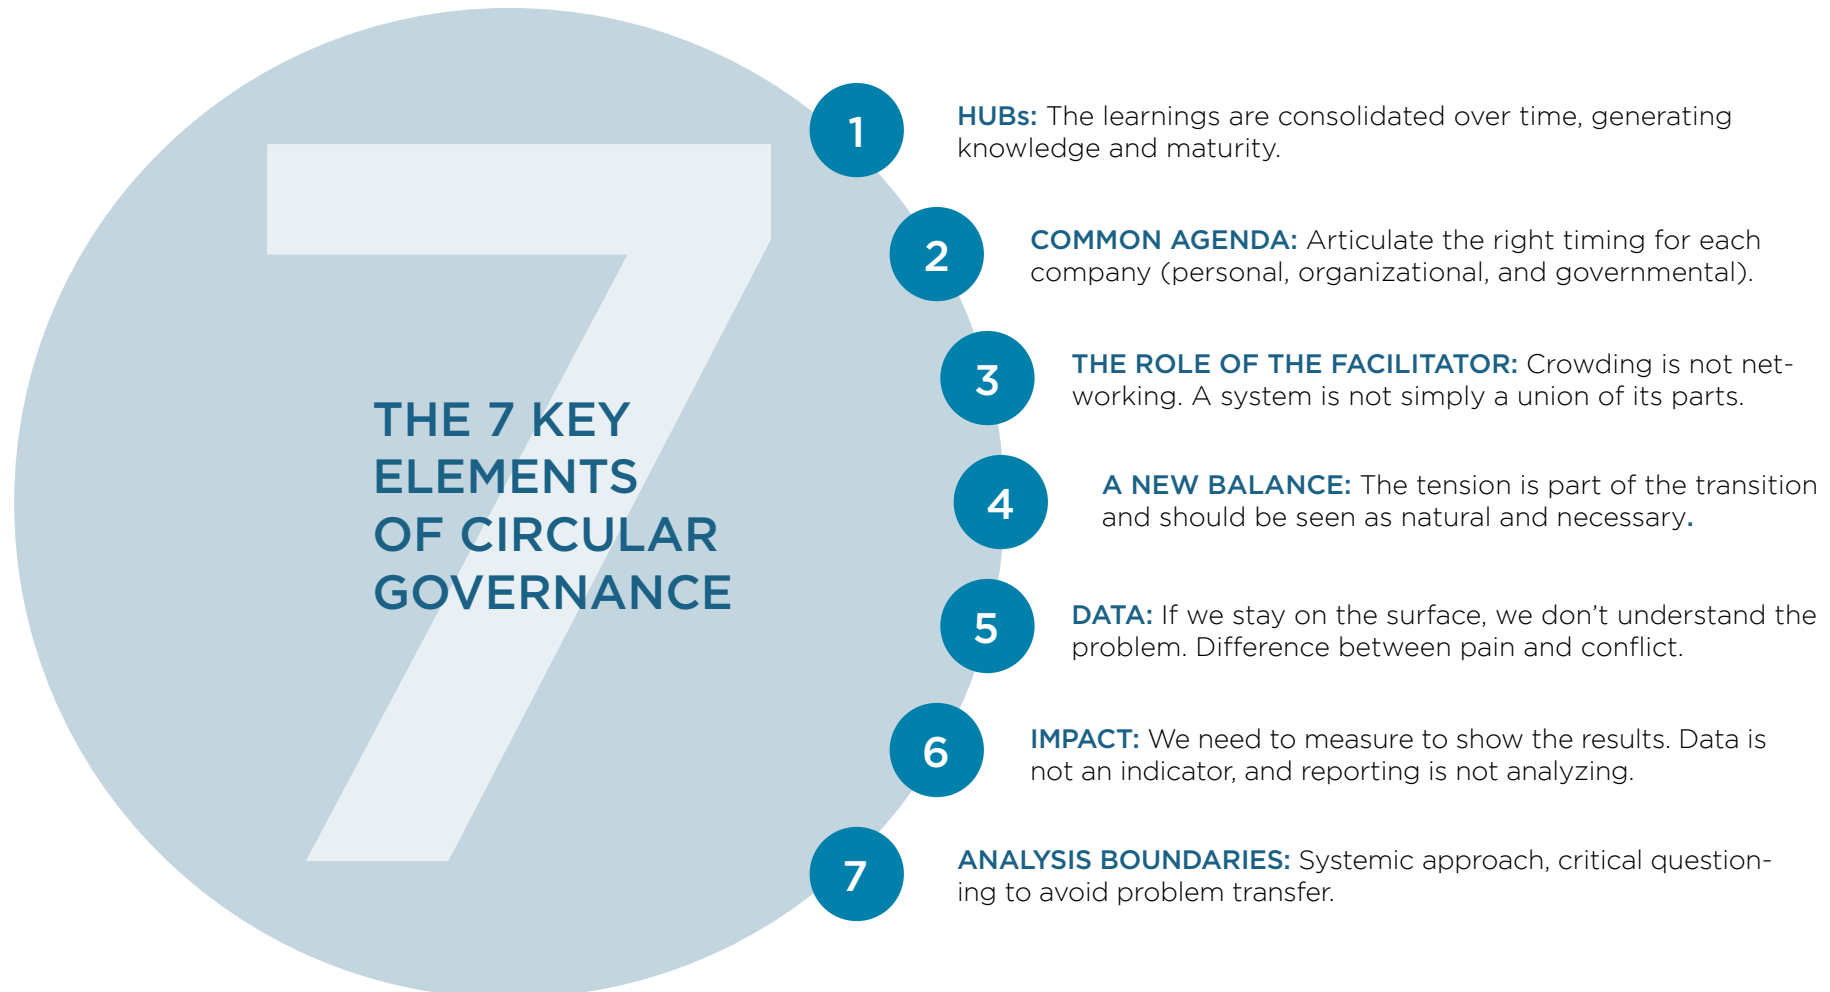 7
THE 7 KEY
ELEMENTS
OF CIRCULAR
GOVERNANCE
1
HUBs: The learnings are consolidated over time, generating
knowledge and maturity.
2
COMMON AGENDA: Articulate the right timing for each
company (personal, organizational, and governmental).
3
THE ROLE OF THE FACILITATOR: Crowding is not net-
working. A system is not simply a union of its parts.
4
A NEW BALANCE: The tension is part of the transition
and should be seen as natural and necessary.
5
DATA: If we stay on the surface, we don’t understand the
problem. Difference between pain and conflict.
6
IMPACT: We need to measure to show the results. Data is
not an indicator, and reporting is not analyzing.
7
ANALYSIS BOUNDARIES: Systemic approach, critical question-
ing to avoid problem transfer.